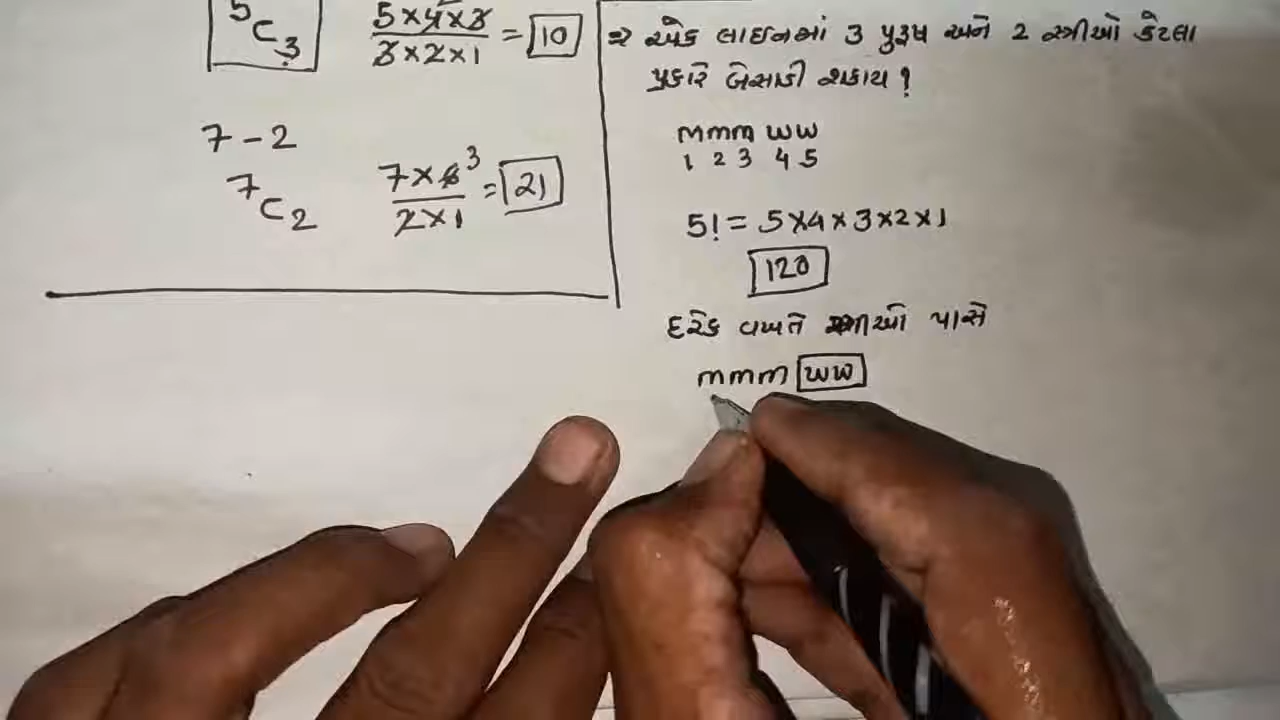 5C3 5×4×3 / 3×2×1 = 10
7-2
7C2 7×6 3 / 2×1 = 21
⇒ એક લાઇનમાં 3 પુરૂષ અને 2 સ્ત્રીઓ કેટલા
પ્રકારે બેસાડી શકાય ?
mmm ww
1 2 3 4 5
5! = 5×4×3×2×1
120
દરેક વખતે સ્ત્રીઓ પાસે
mmm ww